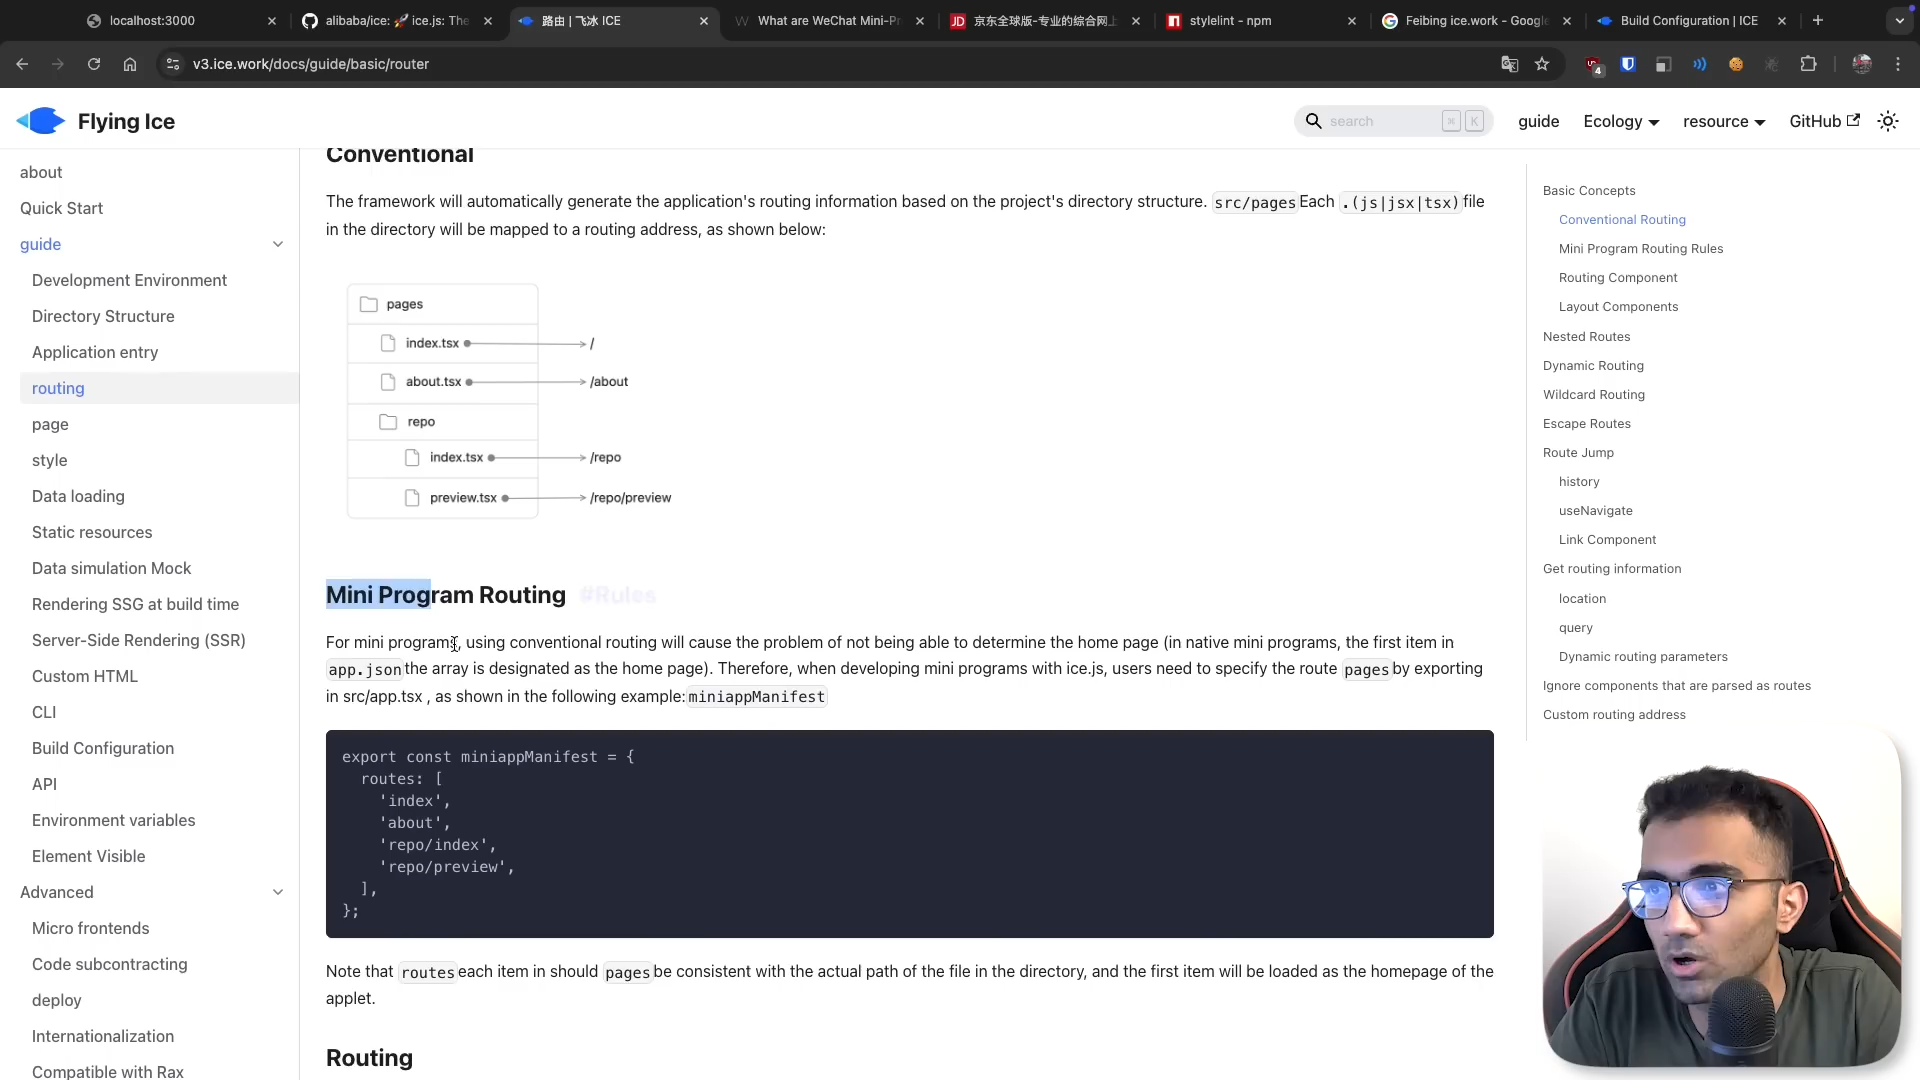 localhost:3000
alibaba/ice: 🚀 ice.js: The
路由 | 飞冰 ICE
What are WeChat Mini-Pr
京东全球版-专业的综合网上
stylelint - npm
Feibing ice.work - Google
Build Configuration | ICE
v3.ice.work/docs/guide/basic/router
4
Flying Ice
search ⌘ K
guide
Ecology
resource
GitHub
about
Quick Start
guide
Development Environment
Directory Structure
Application entry
routing
page
style
Data loading
Static resources
Data simulation Mock
Rendering SSG at build time
Server-Side Rendering (SSR)
Custom HTML
CLI
Build Configuration
API
Environment variables
Element Visible
Advanced
Micro frontends
Code subcontracting
deploy
Internationalization
Compatible with Rax
Conventional
The framework will automatically generate the application's routing information based on the project's directory structure. src/pages Each .(js|jsx|tsx) file
in the directory will be mapped to a routing address, as shown below:
pages
index.tsx /
about.tsx /about
repo
index.tsx /repo
preview.tsx /repo/preview
Mini Program Routing #Rules
For mini programs, using conventional routing will cause the problem of not being able to determine the home page (in native mini programs, the first item in
app.json the array is designated as the home page). Therefore, when developing mini programs with ice.js, users need to specify the route pages by exporting
in src/app.tsx , as shown in the following example: miniappManifest
export const miniappManifest = {
routes: [
'index',
'about',
'repo/index',
'repo/preview',
],
};
Note that routes each item in should pages be consistent with the actual path of the file in the directory, and the first item will be loaded as the homepage of the
applet.
Routing
Basic Concepts
Conventional Routing
Mini Program Routing Rules
Routing Component
Layout Components
Nested Routes
Dynamic Routing
Wildcard Routing
Escape Routes
Route Jump
history
useNavigate
Link Component
Get routing information
location
query
Dynamic routing parameters
Ignore components that are parsed as routes
Custom routing address